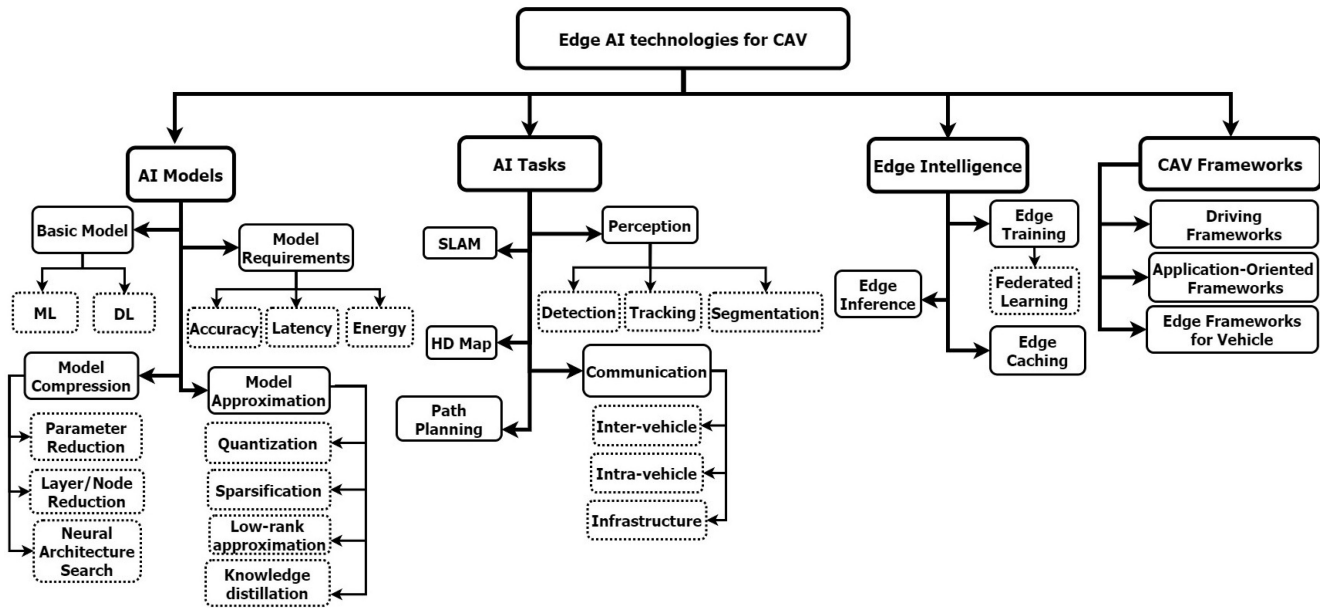 Edge AI technologies for CAV
AI Models
AI Tasks
Edge Intelligence
CAV Frameworks
Basic Model
ML
DL
Model
Requirements
Accuracy
Latency
Energy
Model
Compression
Parameter
Reduction
Layer/Node
Reduction
Neural
Architecture
Search
Model
Approximation
Quantization
Sparsification
Low-rank
approximation
Knowledge
distillation
SLAM
HD Map
Path
Planning
Perception
Detection
Tracking
Segmentation
Communication
Inter-vehicle
Intra-vehicle
Infrastructure
Edge
Inference
Edge
Training
Federated
Learning
Edge
Caching
Driving
Frameworks
Application-Oriented
Frameworks
Edge Frameworks
for Vehicle